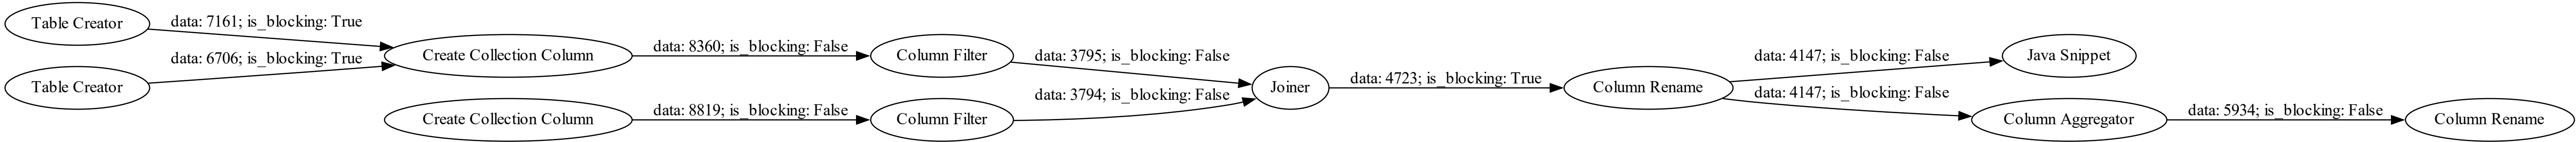 Table Creator
data: 7161; is_blocking: True
Table Creator
data: 6706; is_blocking: True
Create Collection Column
data: 8360; is_blocking: False
Column Filter
data: 3795; is_blocking: False
Create Collection Column
data: 8819; is_blocking: False
Column Filter
data: 3794; is_blocking: False
Joiner
data: 4723; is_blocking: True
Column Rename
data: 4147; is_blocking: False
Java Snippet
data: 4147; is_blocking: False
Column Aggregator
data: 5934; is_blocking: False
Column Rename